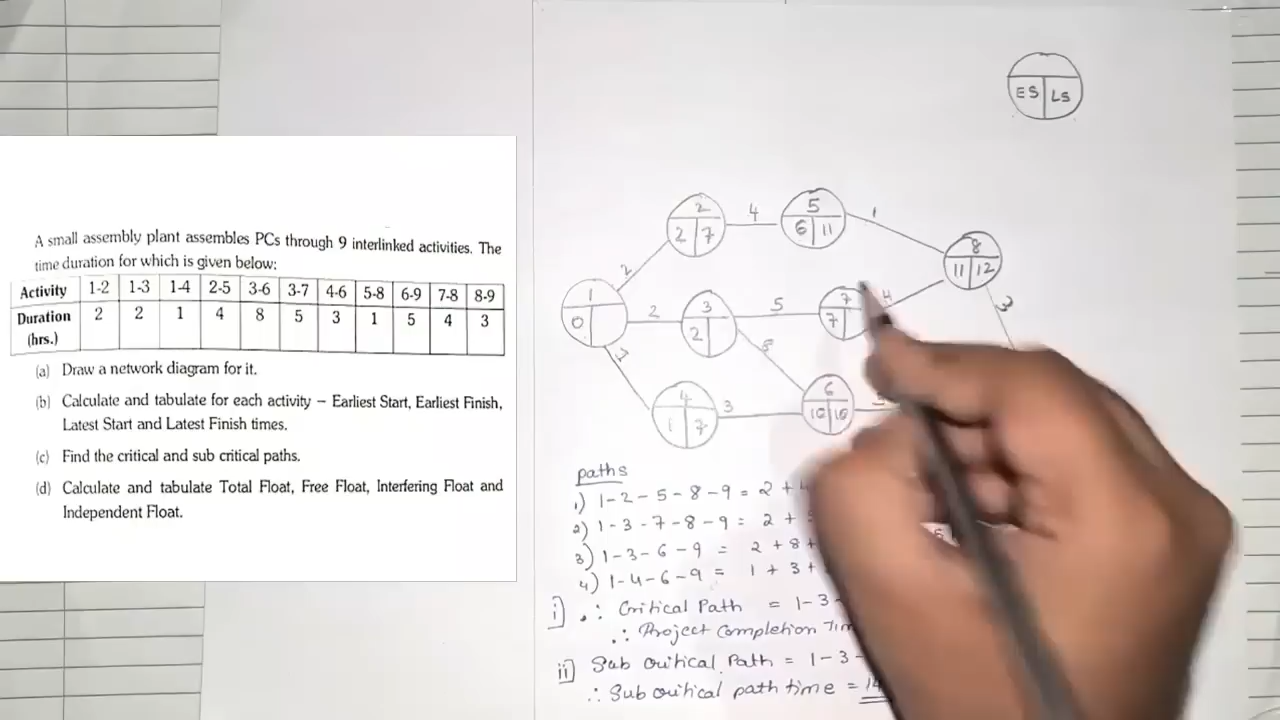 A small assembly plant assembles PCs through 9 interlinked activities. The
time duration for which is given below:
Activity 1-2 1-3 1-4 2-5 3-6 3-7 4-6 5-8 6-9 7-8 8-9
Duration (hrs.) 2 2 1 4 8 5 3 1 5 4 3
(a) Draw a network diagram for it.
(b) Calculate and tabulate for each activity – Earliest Start, Earliest Finish,
Latest Start and Latest Finish times.
(c) Find the critical and sub critical paths.
(d) Calculate and tabulate Total Float, Free Float, Interfering Float and
Independent Float.
ES LS
2
2 7
4
5
6 11
1
8
11 12
2
1
0
2
3
2
5
7
7
4
3
8
1
4
1 7
3
6
10 10
paths
1) 1-2-5-8-9 = 2 +
2) 1-3-7-8-9 = 2 +
3) 1-3-6-9 = 2 + 8 +
4) 1-4-6-9 = 1 + 3 +
i] ∴ Critical Path = 1-3-
∴ Project Completion
ii] Sub critical Path = 1-3-
∴ Sub critical path time = 14